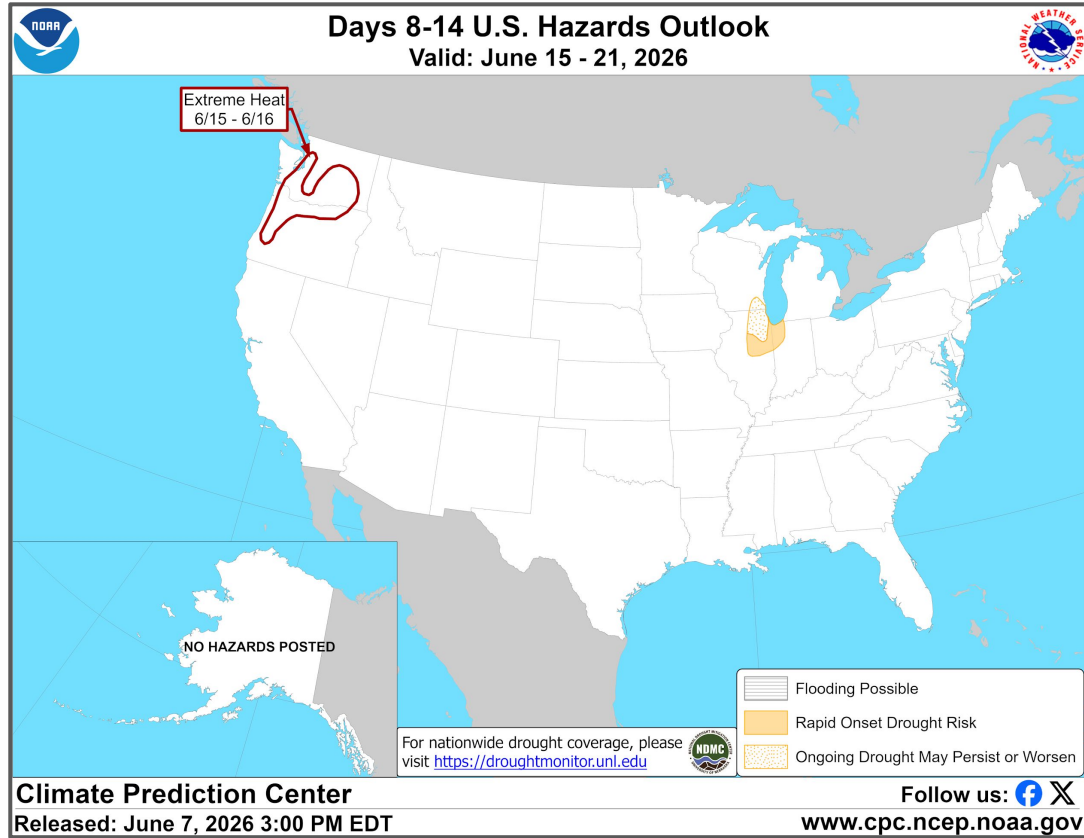 NOAA
Days 8-14 U.S. Hazards Outlook
Valid: June 15 - 21, 2026
NATIONAL WEATHER SERVICE
Extreme Heat
6/15 - 6/16
NO HAZARDS POSTED
For nationwide drought coverage, please
visit https://droughtmonitor.unl.edu
NDMC
Flooding Possible
Rapid Onset Drought Risk
Ongoing Drought May Persist or Worsen
Climate Prediction Center
Follow us:
Released: June 7, 2026 3:00 PM EDT
www.cpc.ncep.noaa.gov